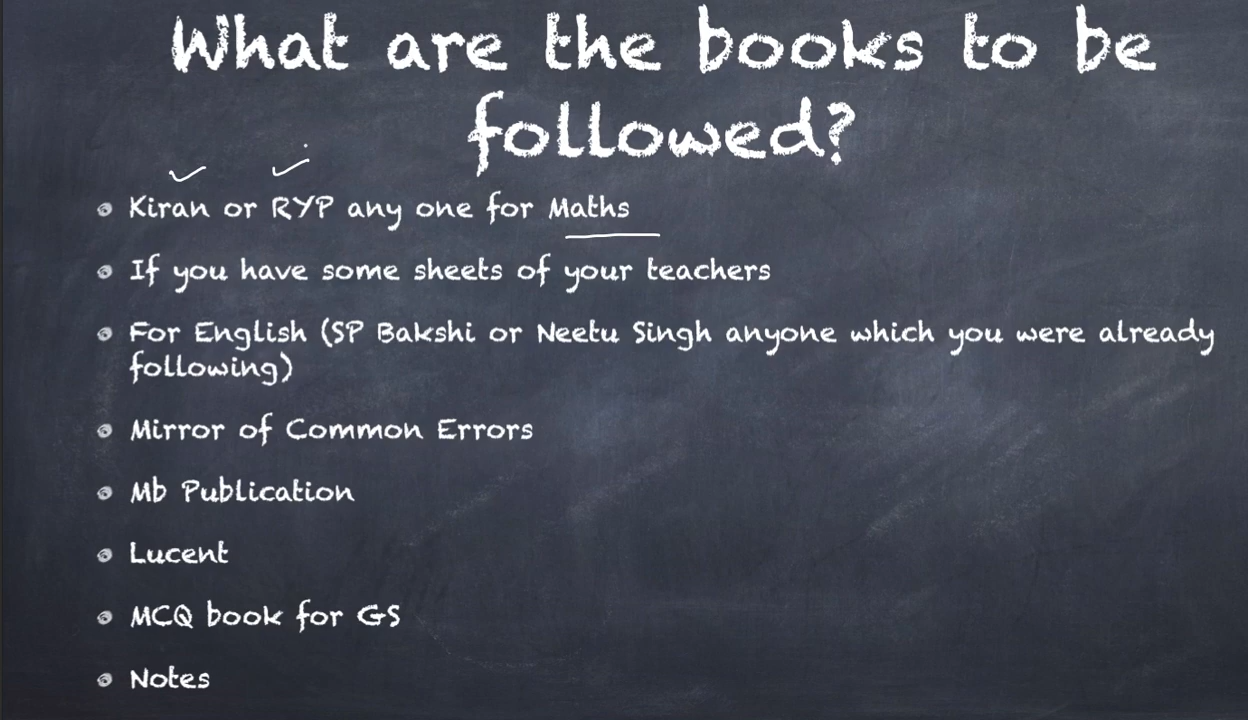 What are the books to be
followed?
Kiran or RYP any one for Maths
If you have some sheets of your teachers
For English (SP Bakshi or Neetu Singh anyone which you were already
following)
Mirror of Common Errors
Mb Publication
Lucent
MCQ book for GS
Notes